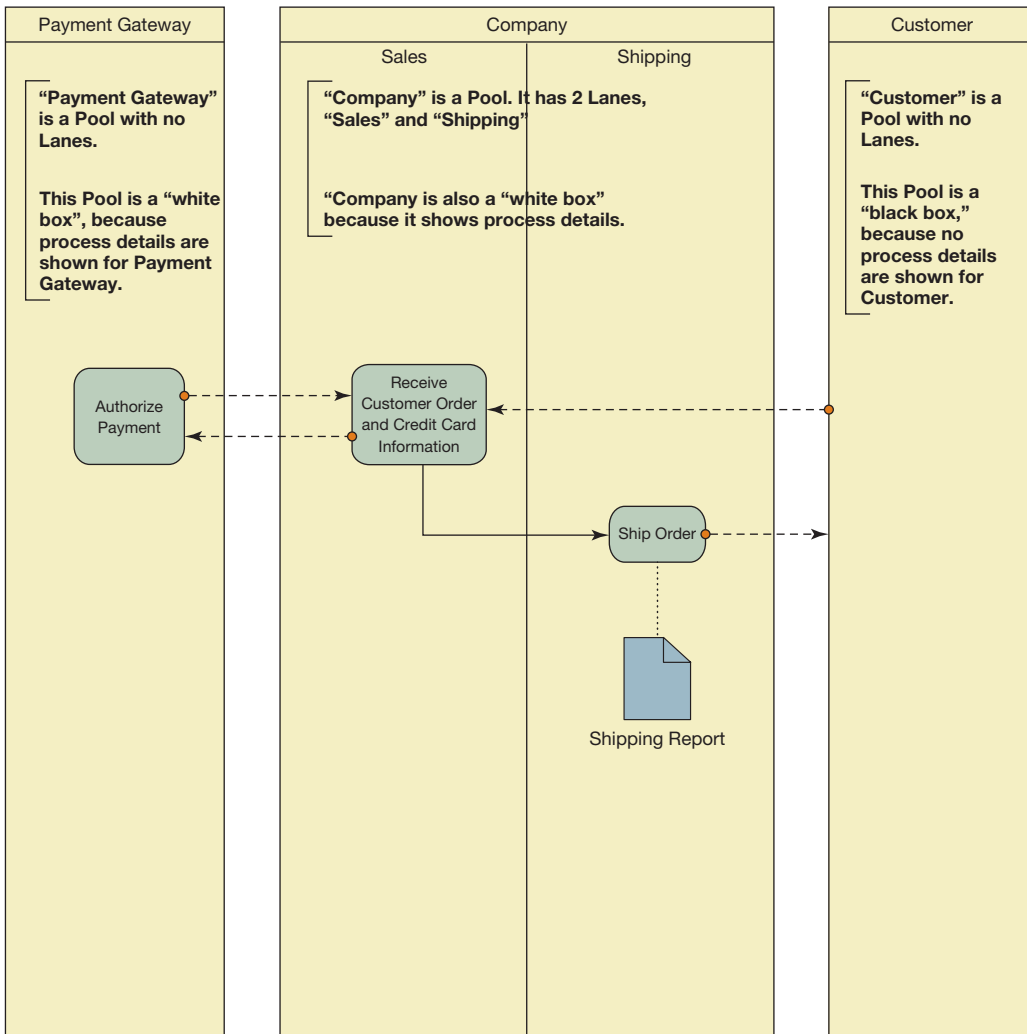 Payment Gateway
Company
Customer
Sales
Shipping
“Payment Gateway”
is a Pool with no
Lanes.
This Pool is a “white
box”, because
process details are
shown for Payment
Gateway.
“Company” is a Pool. It has 2 Lanes,
“Sales” and “Shipping”
“Company is also a “white box”
because it shows process details.
“Customer” is a
Pool with no
Lanes.
This Pool is a
“black box,”
because no
process details
are shown for
Customer.
Authorize
Payment
Receive
Customer Order
and Credit Card
Information
Ship Order
Shipping Report